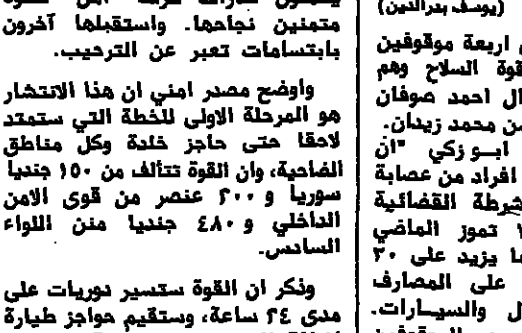 متمنين نجاحها. واستقبلها آخرون
بابتسامات تعبر عن الترحيب.
واوضح مصدر امني ان هذا الانتشار
هو المرحلة الاولى للخطة التي ستمتد
لاحقا حتى حاجز خلدة وكل مناطق
الضاحية، وان القوة تتألف من ١٥٠ جنديا
سوريا و ٢٠٠ عنصر من قوى الامن
الداخلي و ٤٨٠ جنديا منن اللواء
السادس.
وذكر ان القوة ستسير دوريات على
مدى ٢٤ ساعة، وستقيم حواجز طيارة
(يوسف بدرالدين)
اربعة موقوفين
قوة السلاح وهم
ال احمد صوفان
من محمد زيدان.
ابو زكي "ان
افراد من عصابة
شرطة القضائية
تموز الماضي
ما يزيد على ٣٠
على المصارف
ل والسيارات.